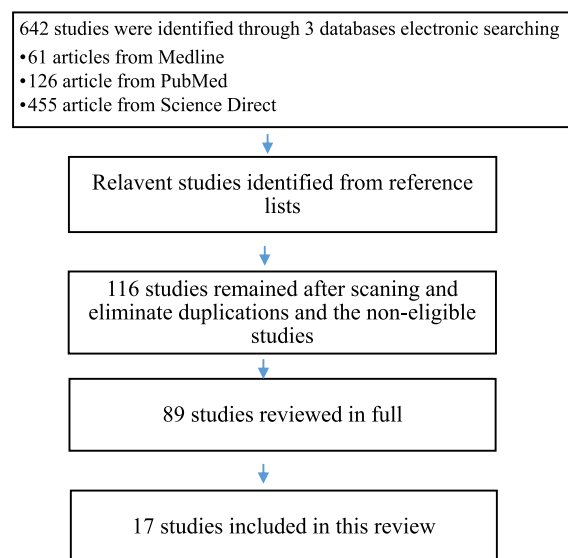 642 studies were identified through 3 databases electronic searching
•61 articles from Medline
•126 article from PubMed
•455 article from Science Direct
Relavent studies identified from reference
lists
116 studies remained after scaning and
eliminate duplications and the non-eligible
studies
89 studies reviewed in full
17 studies included in this review